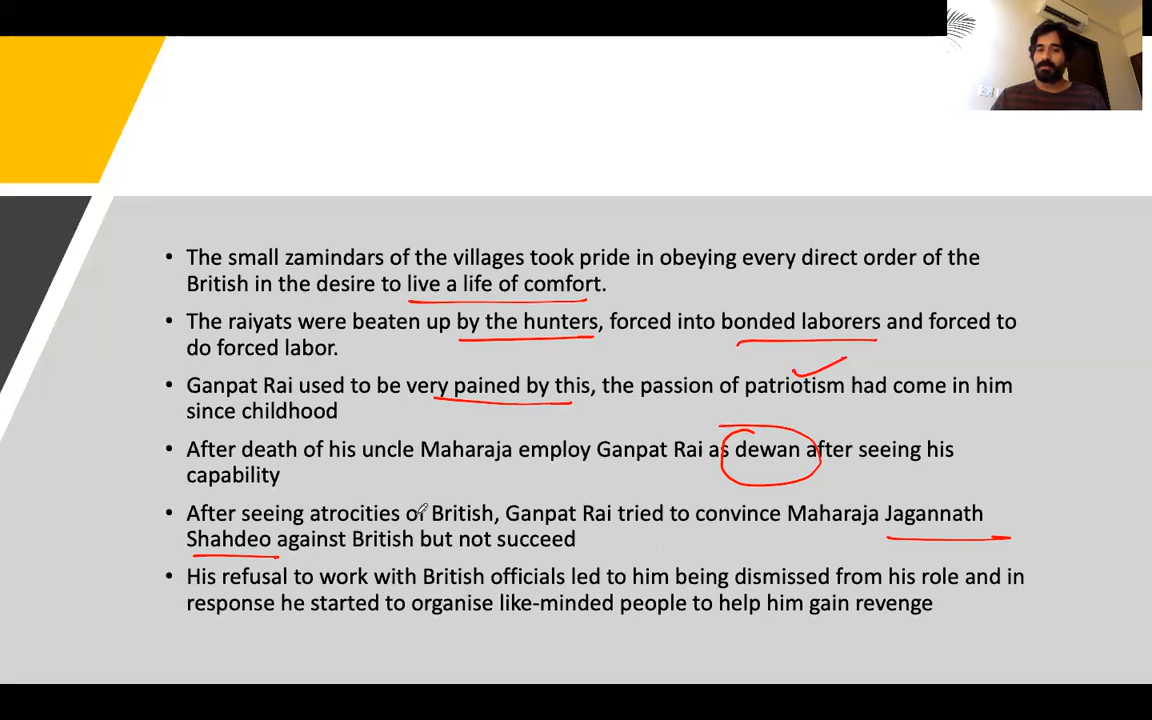 • The small zamindars of the villages took pride in obeying every direct order of the
British in the desire to live a life of comfort.
• The raiyats were beaten up by the hunters, forced into bonded laborers and forced to
do forced labor.
• Ganpat Rai used to be very pained by this, the passion of patriotism had come in him
since childhood
• After death of his uncle Maharaja employ Ganpat Rai as dewan after seeing his
capability
• After seeing atrocities of British, Ganpat Rai tried to convince Maharaja Jagannath
Shahdeo against British but not succeed
• His refusal to work with British officials led to him being dismissed from his role and in
response he started to organise like-minded people to help him gain revenge